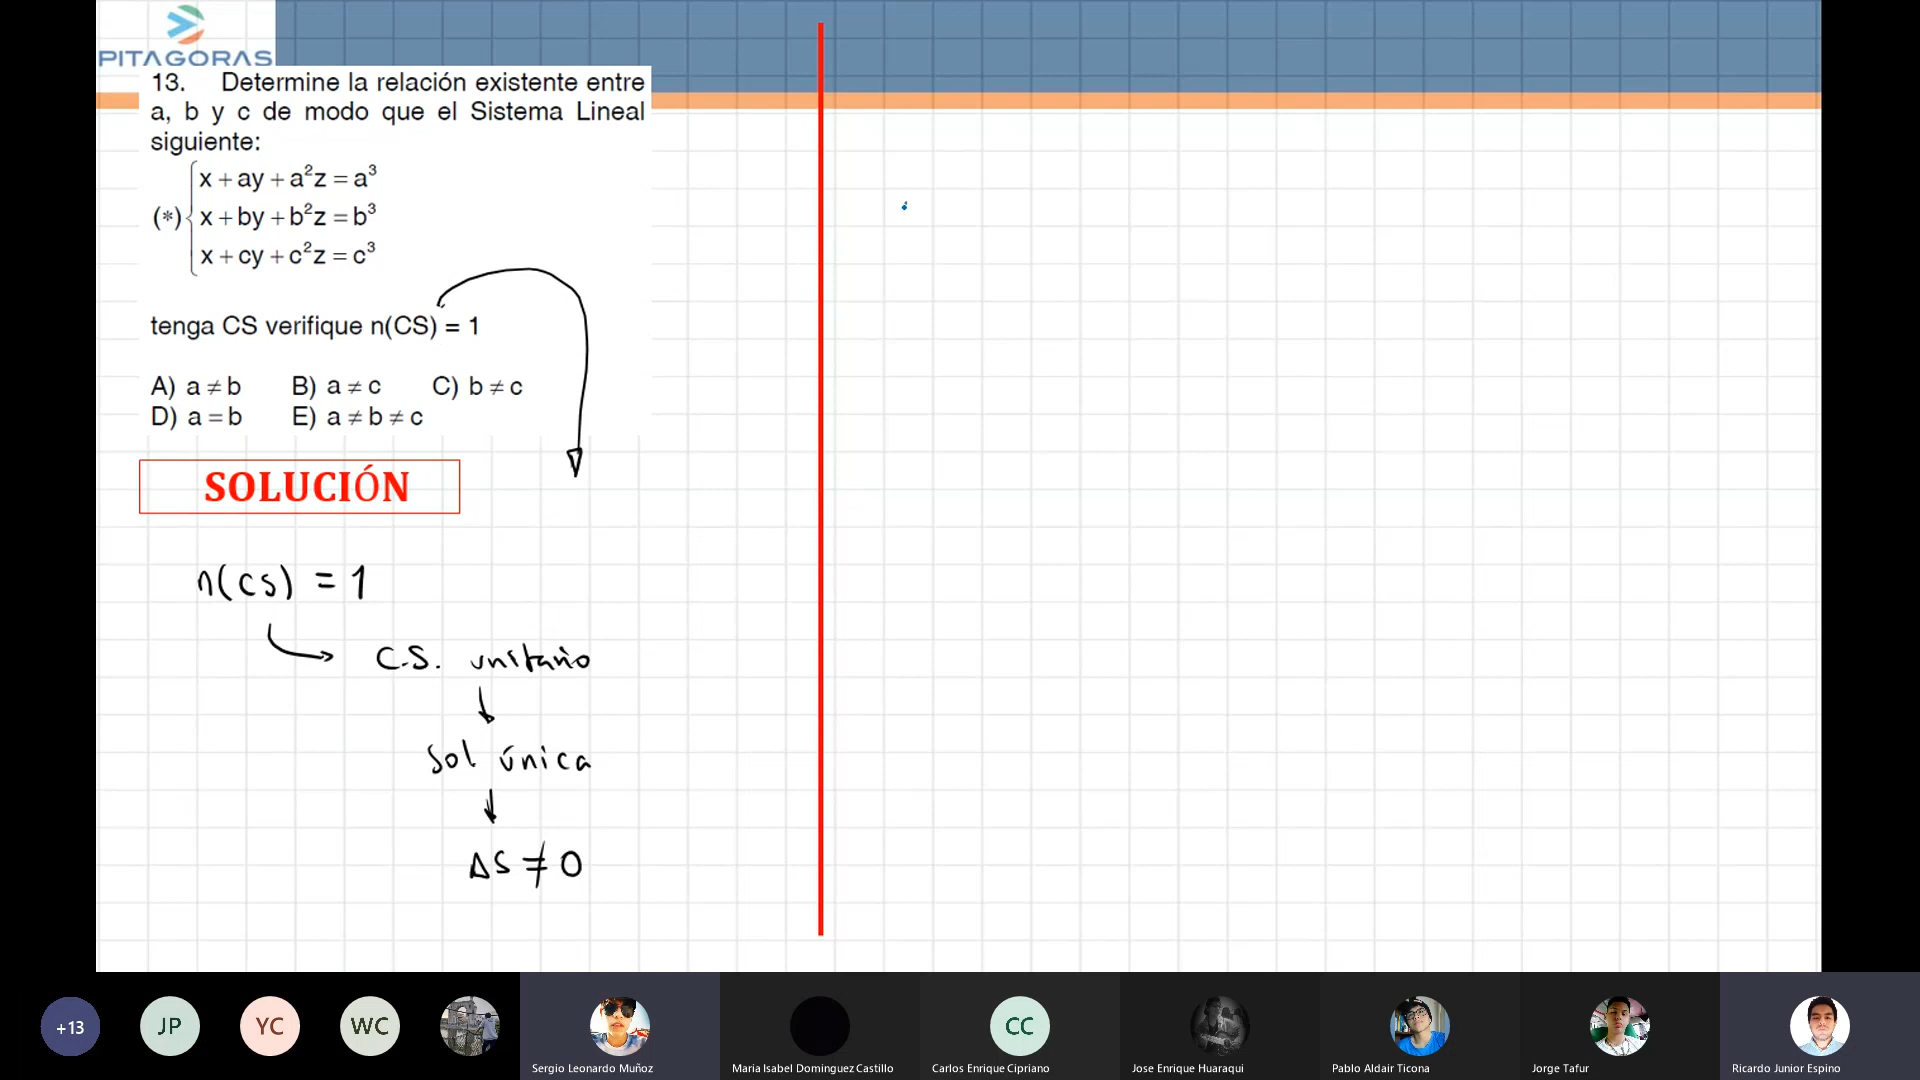 PITAGORAS
13. Determine la relación existente entre
a, b y c de modo que el Sistema Lineal
siguiente:
x + ay + a²z = a³
(*) x + by + b²z = b³
x + cy + c²z = c³
tenga CS verifique n(CS) = 1
A) a ≠ b B) a ≠ c C) b ≠ c
D) a = b E) a ≠ b ≠ c
SOLUCIÓN
n(CS) = 1
C.S. unitario
Sol única
ΔS ≠ 0
+13
JP
YC
WC
CC
Sergio Leonardo Muñoz
Maria Isabel Dominguez Castillo
Carlos Enrique Cipriano
Jose Enrique Huaraqui
Pablo Aldair Ticona
Jorge Tafur
Ricardo Junior Espino